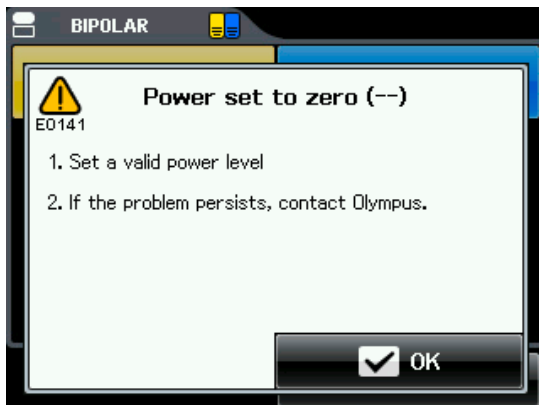 BIPOLAR
Power set to zero (--)
E0141
1. Set a valid power level
2. If the problem persists, contact Olympus.
OK